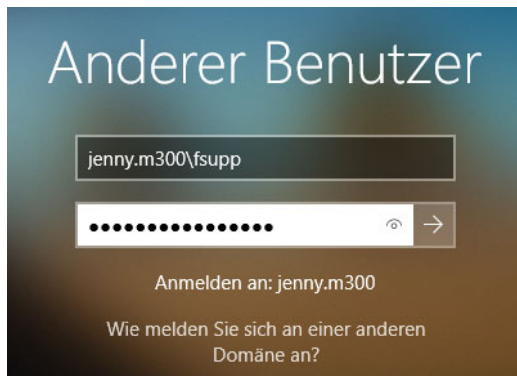 Anderer Benutzer
jenny.m300\fsupp
Anmelden an: jenny.m300
Wie melden Sie sich an einer anderen
Domäne an?